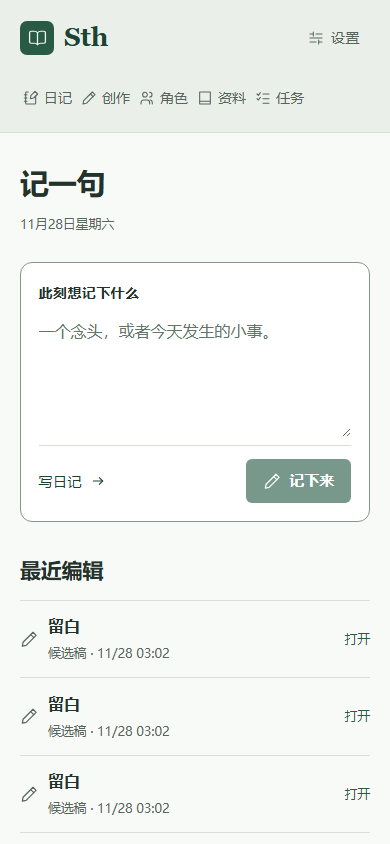 Sth
设置
日记 创作 角色 资料 任务
记一句
11月28日星期六
此刻想记下什么
一个念头，或者今天发生的小事。
写日记 → 记下来
最近编辑
留白
候选稿 · 11/28 03:02
打开
留白
候选稿 · 11/28 03:02
打开
留白
候选稿 · 11/28 03:02
打开